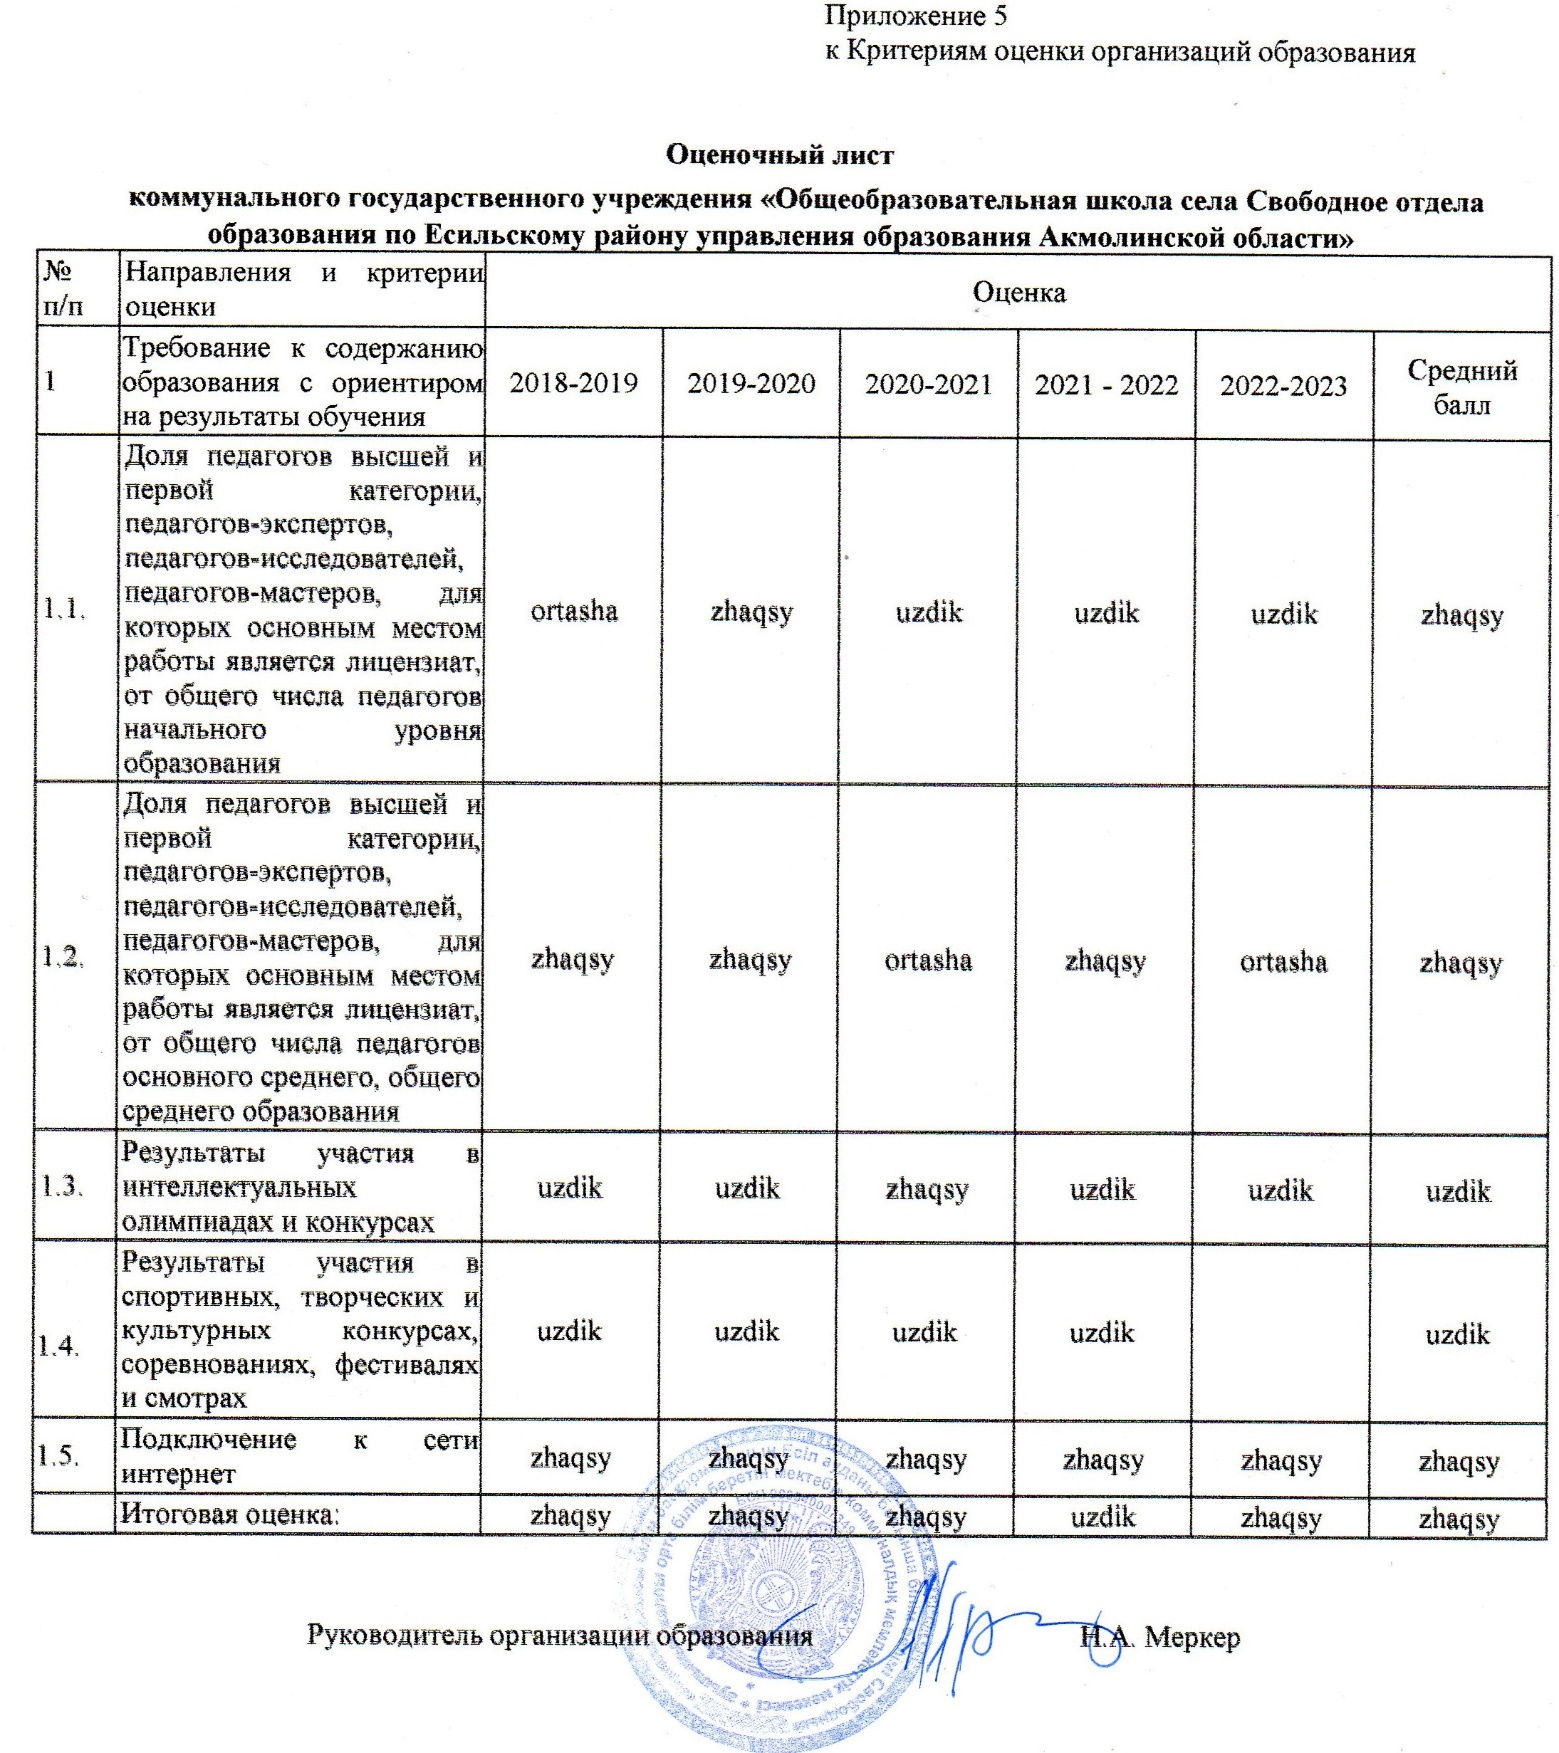 Приложение 5
к Критериям оценки организаций образования
Оценочный лист
коммунального государственного учреждения «Общеобразовательная школа села Свободное отдела
образования по Есильскому району управления образования Акмолинской области»
№
п/п
Направления и критерии
оценки
Оценка
1
Требование к содержанию
образования с ориентиром
на результаты обучения
2018-2019
2019-2020
2020-2021
2021 - 2022
2022-2023
Средний
балл
1.1.
Доля педагогов высшей и
первой категории,
педагогов-экспертов,
педагогов-исследователей,
педагогов-мастеров, для
которых основным местом
работы является лицензиат,
от общего числа педагогов
начального уровня
образования
ortasha
zhaqsy
uzdik
uzdik
uzdik
zhaqsy
1.2.
Доля педагогов высшей и
первой категории,
педагогов-экспертов,
педагогов-исследователей,
педагогов-мастеров, для
которых основным местом
работы является лицензиат,
от общего числа педагогов
основного среднего, общего
среднего образования
zhaqsy
zhaqsy
ortasha
zhaqsy
ortasha
zhaqsy
1.3.
Результаты участия в
интеллектуальных
олимпиадах и конкурсах
uzdik
uzdik
zhaqsy
uzdik
uzdik
uzdik
1.4.
Результаты участия в
спортивных, творческих и
культурных конкурсах,
соревнованиях, фестивалях
и смотрах
uzdik
uzdik
uzdik
uzdik
uzdik
1.5.
Подключение к сети
интернет
zhaqsy
zhaqsy
zhaqsy
zhaqsy
zhaqsy
zhaqsy
Итоговая оценка:
zhaqsy
zhaqsy
zhaqsy
uzdik
zhaqsy
zhaqsy
Руководитель организации образования
Н.А. Меркер